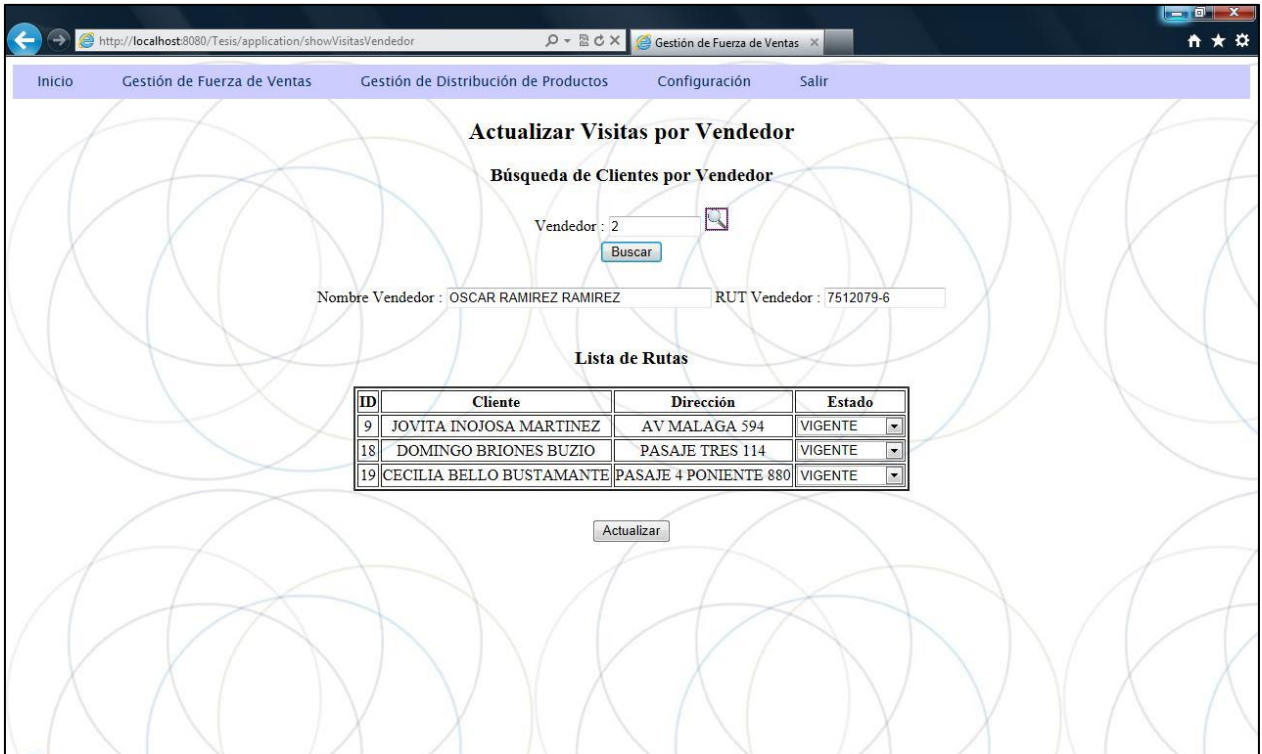 http://localhost:8080/Tesis/application/showVisitasVendedor
Gestión de Fuerza de Ventas
Inicio Gestión de Fuerza de Ventas Gestión de Distribución de Productos Configuración Salir
Actualizar Visitas por Vendedor
Búsqueda de Clientes por Vendedor
Vendedor : 2
Buscar
Nombre Vendedor : OSCAR RAMIREZ RAMIREZ RUT Vendedor : 7512079-6
Lista de Rutas
ID Cliente Dirección Estado
9 JOVITA INOJOSA MARTINEZ AV MALAGA 594 VIGENTE
18 DOMINGO BRIONES BUZIO PASAJE TRES 114 VIGENTE
19 CECILIA BELLO BUSTAMANTE PASAJE 4 PONIENTE 880 VIGENTE
Actualizar